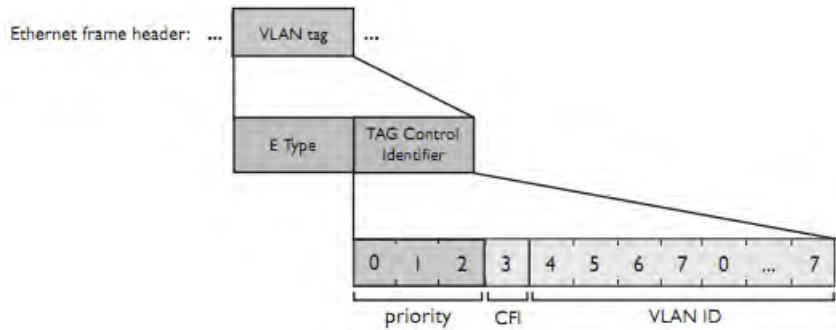 Ethernet frame header: ... VLAN tag ...
E Type TAG Control
Identifier
0 1 2 3 4 5 6 7 0 ... 7
priority CFI VLAN ID